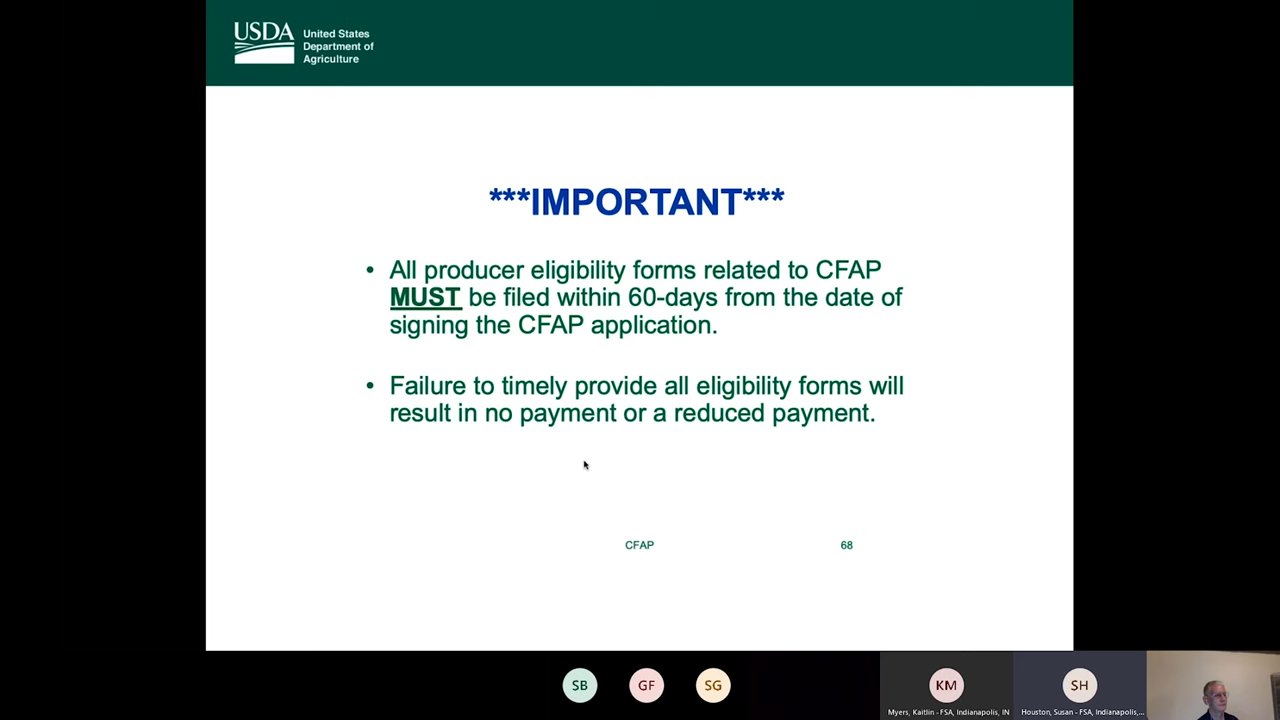 USDA
United States
Department of
Agriculture
***IMPORTANT***
• All producer eligibility forms related to CFAP
MUST be filed within 60-days from the date of
signing the CFAP application.
• Failure to timely provide all eligibility forms will
result in no payment or a reduced payment.
CFAP
68
SB
GF
SG
KM
SH
Myers, Kaitlin - FSA, Indianapolis, IN
Houston, Susan - FSA, Indianapolis,...